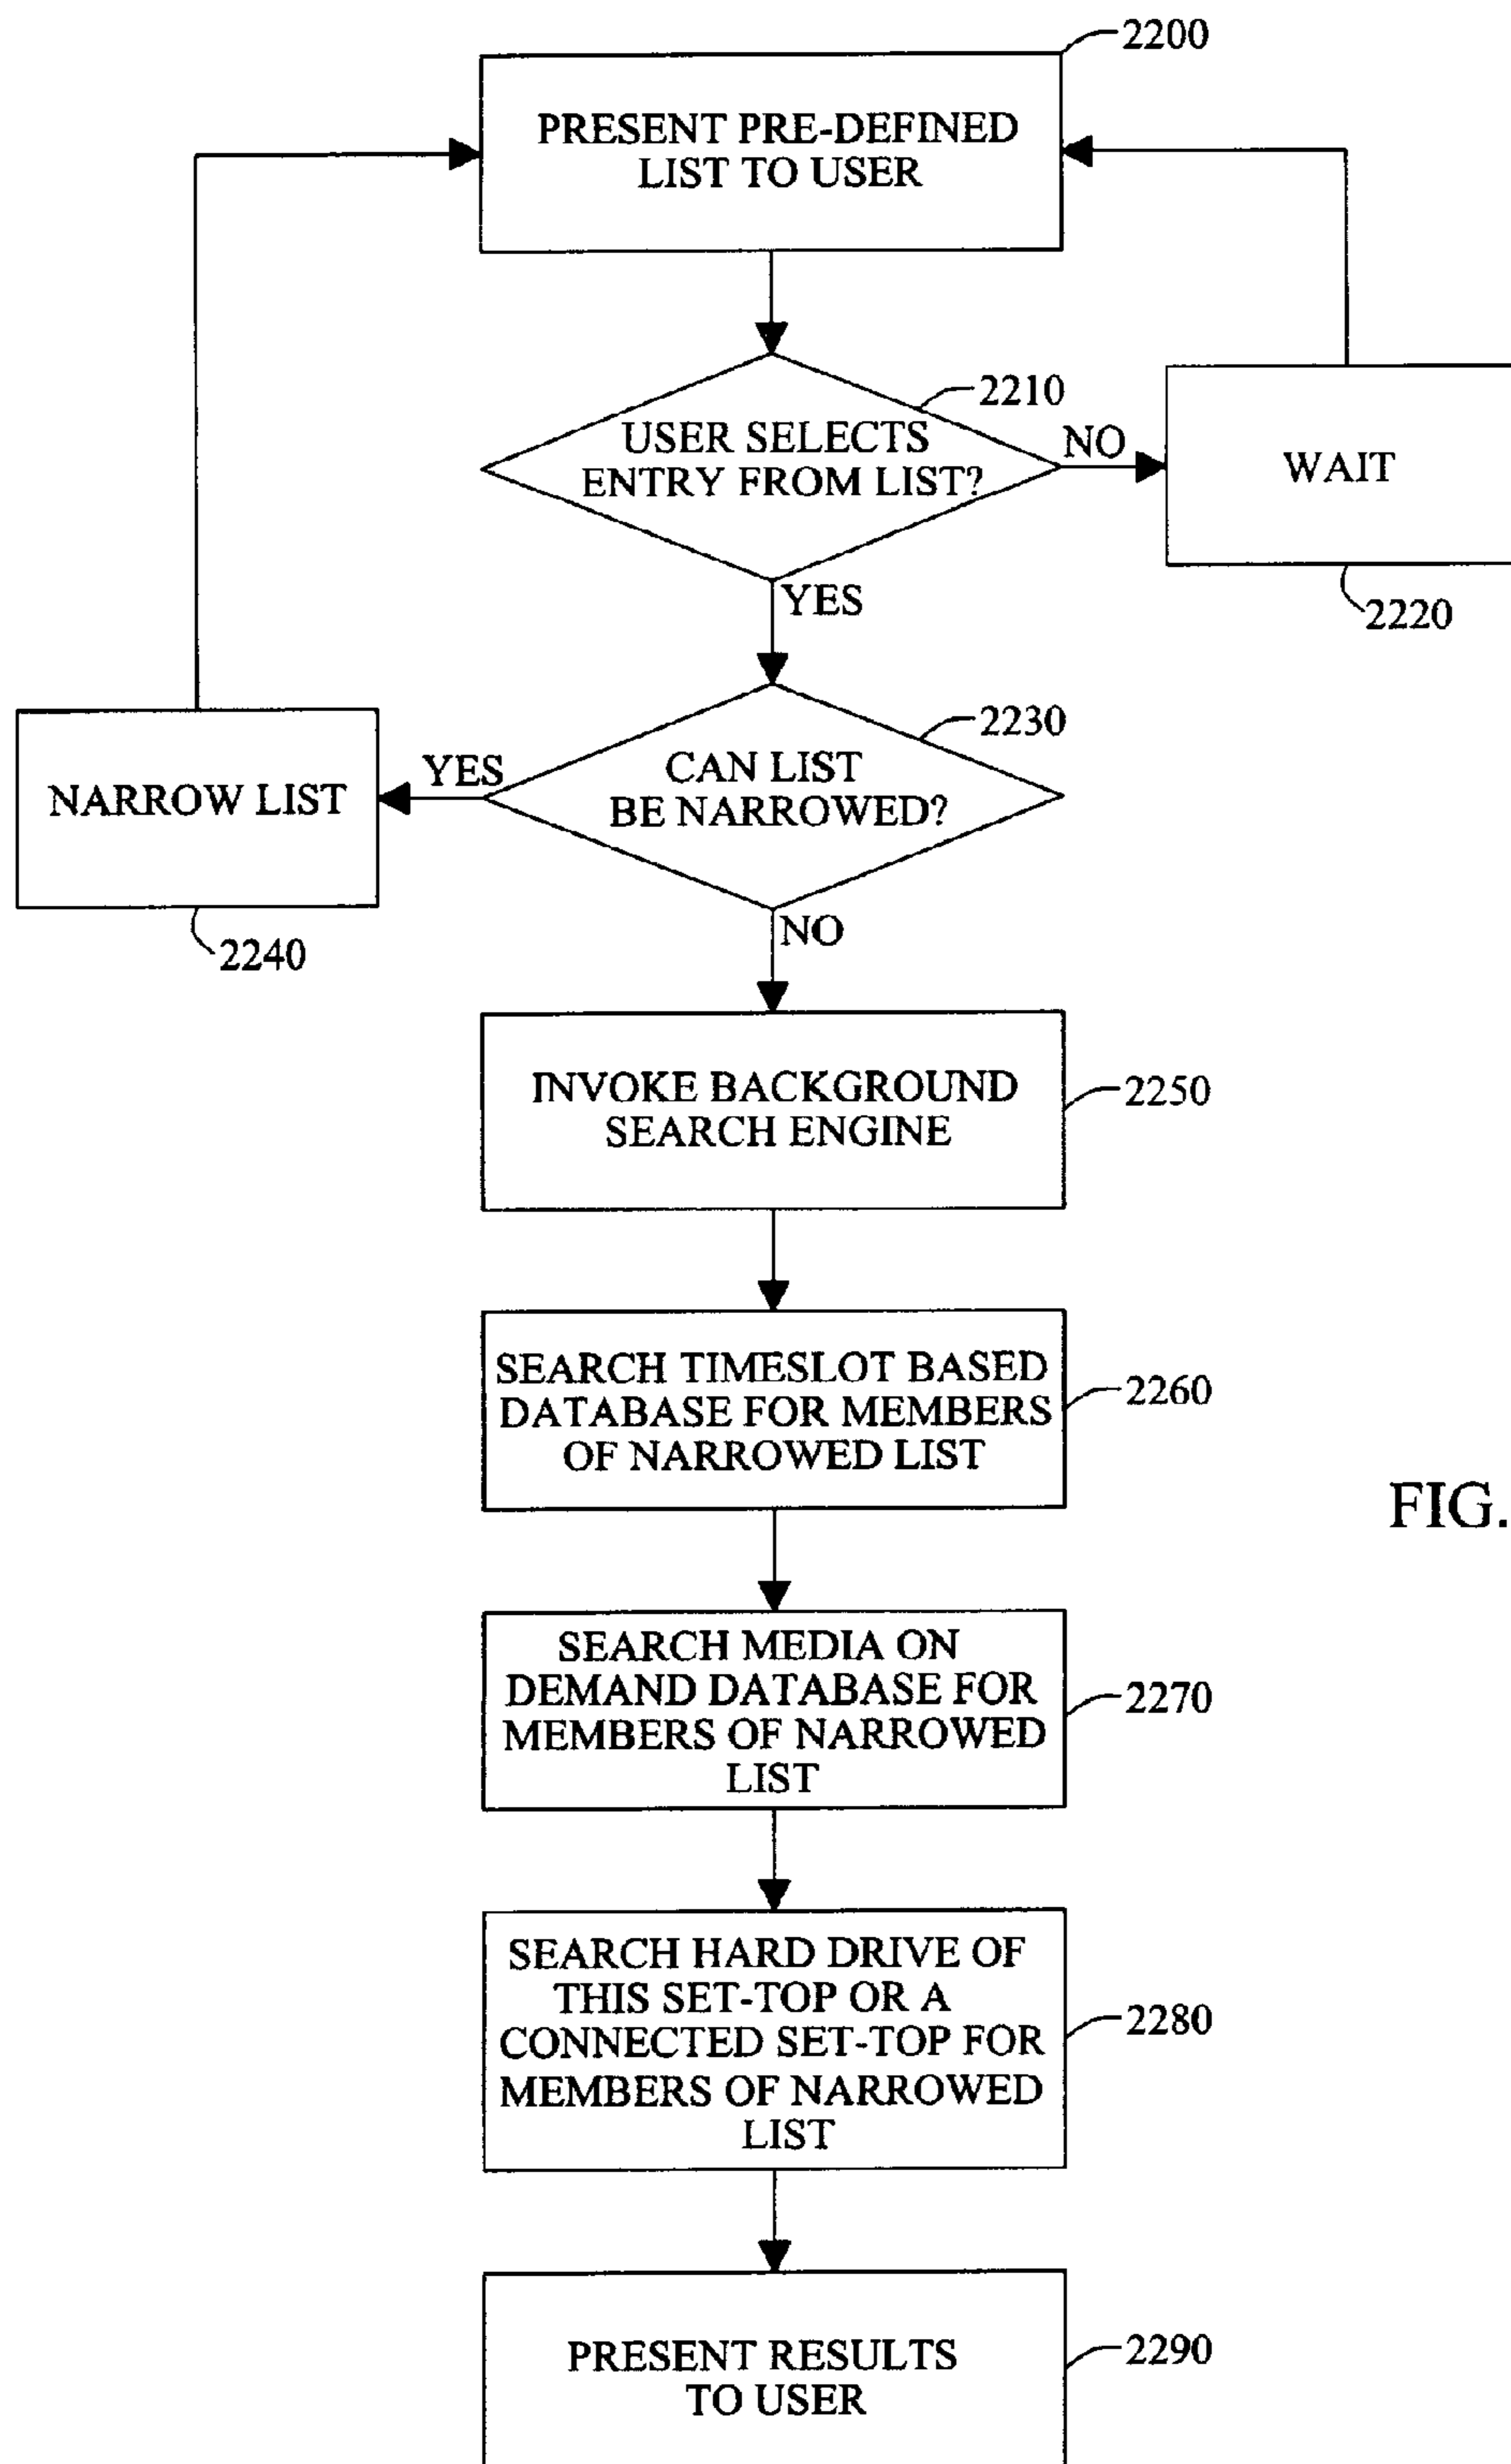 2200
PRESENT PRE-DEFINED
LIST TO USER
2210
USER SELECTS
ENTRY FROM LIST?
NO
WAIT
2220
YES
2230
CAN LIST
BE NARROWED?
YES
NARROW LIST
2240
NO
INVOKE BACKGROUND
SEARCH ENGINE
2250
SEARCH TIMESLOT BASED
DATABASE FOR MEMBERS
OF NARROWED LIST
2260
FIG.
SEARCH MEDIA ON
DEMAND DATABASE FOR
MEMBERS OF NARROWED
LIST
2270
SEARCH HARD DRIVE OF
THIS SET-TOP OR A
CONNECTED SET-TOP FOR
MEMBERS OF NARROWED
LIST
2280
PRESENT RESULTS
TO USER
2290